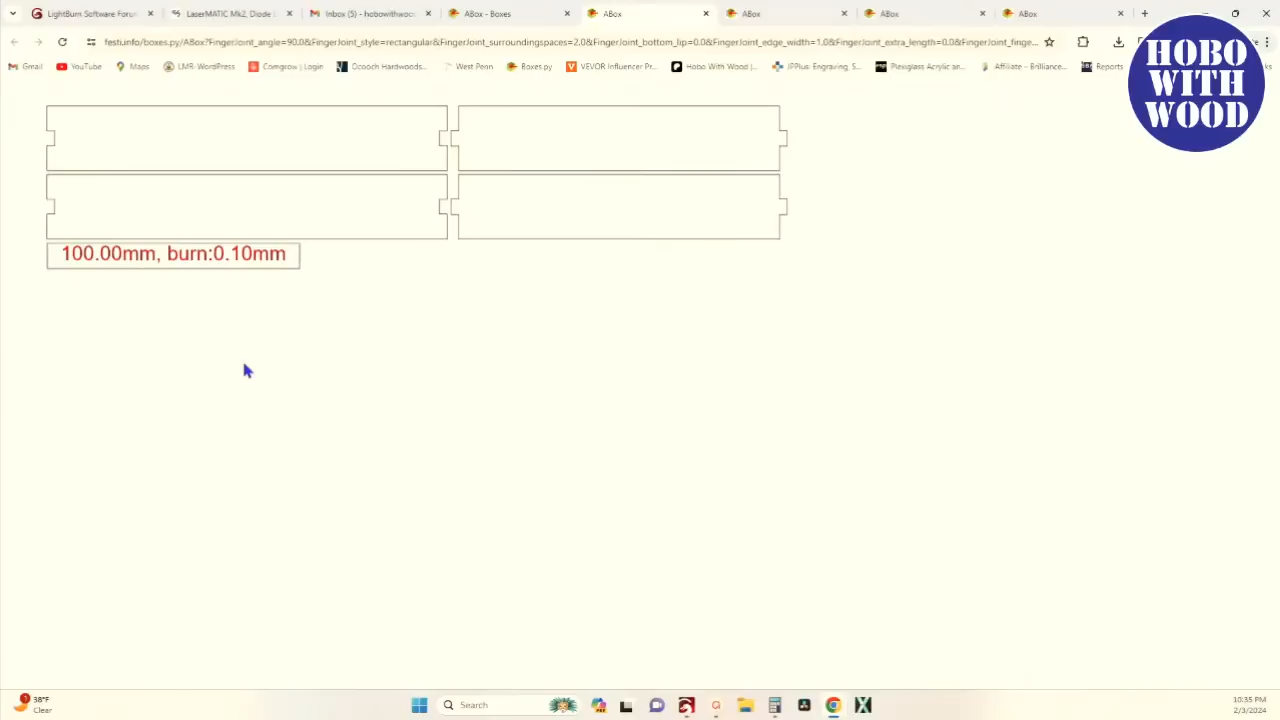 LightBurn Software Forum
LaserMATIC Mk2, Diode L
Inbox (5) - hobowithwoo
ABox - Boxes
ABox
ABox
ABox
ABox
festi.info/boxes.py/ABox?FingerJoint_angle=90.0&FingerJoint_style=rectangular&FingerJoint_surroundingspaces=2.0&FingerJoint_bottom_lip=0.0&FingerJoint_edge_width=1.0&FingerJoint_extra_length=0.0&FingerJoint_finge...
Gmail
YouTube
Maps
LMR-WordPress
Comgrow | Login
Doooch Hardwoods...
West Penn
Boxes.py
VEVOR Influencer Pr...
Hobo With Wood |...
JPPlus: Engraving, S...
Plexiglass Acrylic an...
Affiliate – Brilliance...
Reports
HOBO
WITH
WOOD
100.00mm, burn:0.10mm
38°F
Clear
Search
10:35 PM
2/3/2024